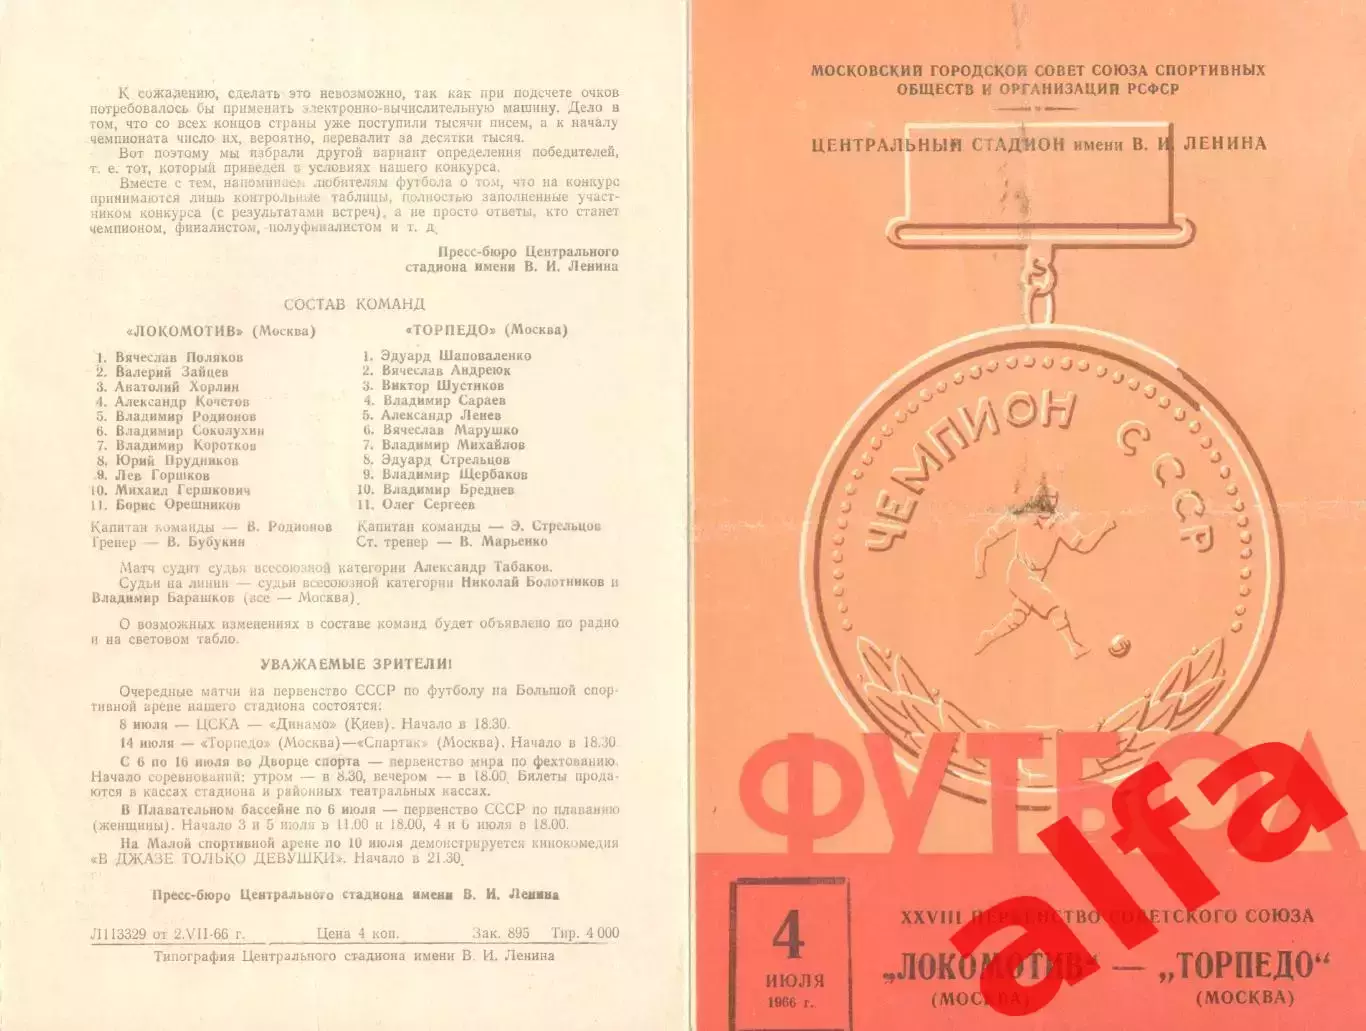 К сожалению, сделать это невозможно, так как при подсчете очков
потребовалось бы применить электронно-вычислительную машину. Дело в
том, что со всех концов страны уже поступили тысячи писем, а к началу
чемпионата число их, вероятно, перевалит за десятки тысяч.
Вот поэтому мы избрали другой вариант определения победителей,
т. е. тот, который приведен в условиях нашего конкурса.
Вместе с тем, напоминаем любителям футбола о том, что на конкурс
принимаются лишь контрольные таблицы, полностью заполненные участ-
ником конкурса (с результатами встреч), а не просто ответы, кто станет
чемпионом, финалистом, полуфиналистом и т. д.
Пресс-бюро Центрального
стадиона имени В. И. Ленина
СОСТАВ КОМАНД
«ЛОКОМОТИВ» (Москва)
1. Вячеслав Поляков
2. Валерий Зайцев
3. Анатолий Хорлин
4. Александр Кочетов
5. Владимир Родионов
6. Владимир Соколухин
7. Владимир Коротков
8. Юрий Прудников
9. Лев Горшков
10. Михаил Гершкович
11. Борис Орешников
Капитан команды — В. Родионов
Тренер — В. Бубукин
«ТОРПЕДО» (Москва)
1. Эдуард Шаповаленко
2. Вячеслав Андреюк
3. Виктор Шустиков
4. Владимир Сараев
5. Александр Ленев
6. Вячеслав Марушко
7. Владимир Михайлов
8. Эдуард Стрельцов
9. Владимир Щербаков
10. Владимир Бреднев
11. Олег Сергеев
Капитан команды — Э. Стрельцов
Ст. тренер — В. Марьенко
Матч судит судья всесоюзной категории Александр Табаков.
Судьи на линии — судьи всесоюзной категории Николай Болотников и
Владимир Барашков (все — Москва).
О возможных изменениях в составе команд будет объявлено по радио
и на световом табло.
УВАЖАЕМЫЕ ЗРИТЕЛИ!
Очередные матчи на первенство СССР по футболу на Большой спор-
тивной арене нашего стадиона состоятся:
8 июля — ЦСКА — «Динамо» (Киев). Начало в 18.30.
14 июля — «Торпедо» (Москва)—«Спартак» (Москва). Начало в 18.30.
С 6 по 16 июля во Дворце спорта — первенство мира по фехтованию.
Начало соревнований: утром — в 8.30, вечером — в 18.00. Билеты прода-
ются в кассах стадиона и районных театральных кассах.
В Плавательном бассейне по 6 июля — первенство СССР по плаванию
(женщины). Начало 3 и 5 июля в 11.00 и 18.00, 4 и 6 июля в 18.00.
На Малой спортивной арене по 10 июля демонстрируется кинокомедия
«В ДЖАЗЕ ТОЛЬКО ДЕВУШКИ». Начало в 21.30.
Пресс-бюро Центрального стадиона имени В. И. Ленина
Л113329 от 2.VII-66 г. Цена 4 коп. Зак. 895 Тир. 4 000
Типография Центрального стадиона имени В. И. Ленина
МОСКОВСКИЙ ГОРОДСКОЙ СОВЕТ СОЮЗА СПОРТИВНЫХ
ОБЩЕСТВ И ОРГАНИЗАЦИЙ РСФСР
ЦЕНТРАЛЬНЫЙ СТАДИОН имени В. И. ЛЕНИНА
ЧЕМПИОН СССР
ФУТБОЛ
4
ИЮЛЯ
1966 г.
XXVIII ПЕРВЕНСТВО СОВЕТСКОГО СОЮЗА
„ЛОКОМОТИВ“ — „ТОРПЕДО“
(МОСКВА) (МОСКВА)
alfa